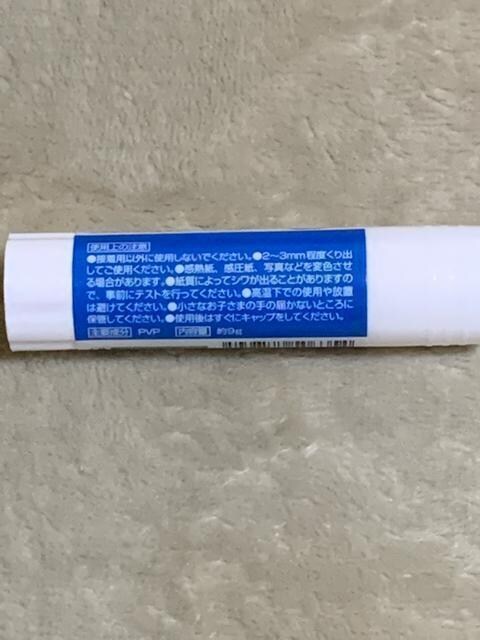 使用上の注意
●接着用以外に使用しないでください。●2～3mm程度くり出
してご使用ください。●感熱紙、感圧紙、写真などを変色させ
る場合があります。●紙質によってシワが出ることがありますの
で、事前にテストを行ってください。●高温下での使用や放置
は避けてください。●小さなお子さまの手の届かないところに
保管してください。●使用後はすぐにキャップをしてください。
主要成分 PVP 内容量 約9g